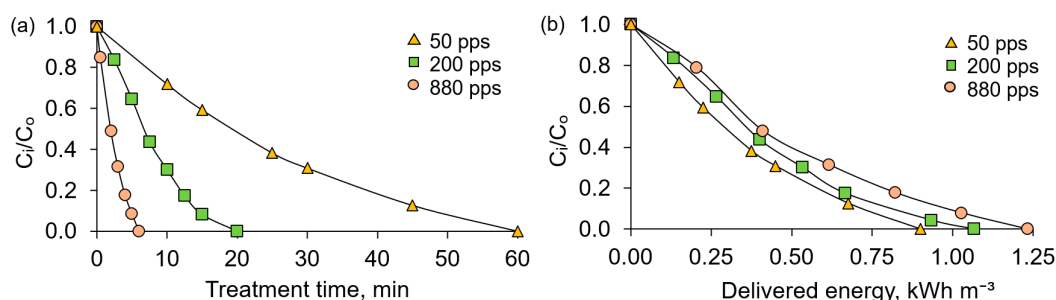 (a)
Cᵢ/Cₒ
1.0
0.8
0.6
0.4
0.2
0.0
0
10
20
30
40
50
60
Treatment time, min
50 pps
200 pps
880 pps
(b)
Cᵢ/Cₒ
1.0
0.8
0.6
0.4
0.2
0.0
0.00
0.25
0.50
0.75
1.00
1.25
Delivered energy, kWh m⁻³
50 pps
200 pps
880 pps